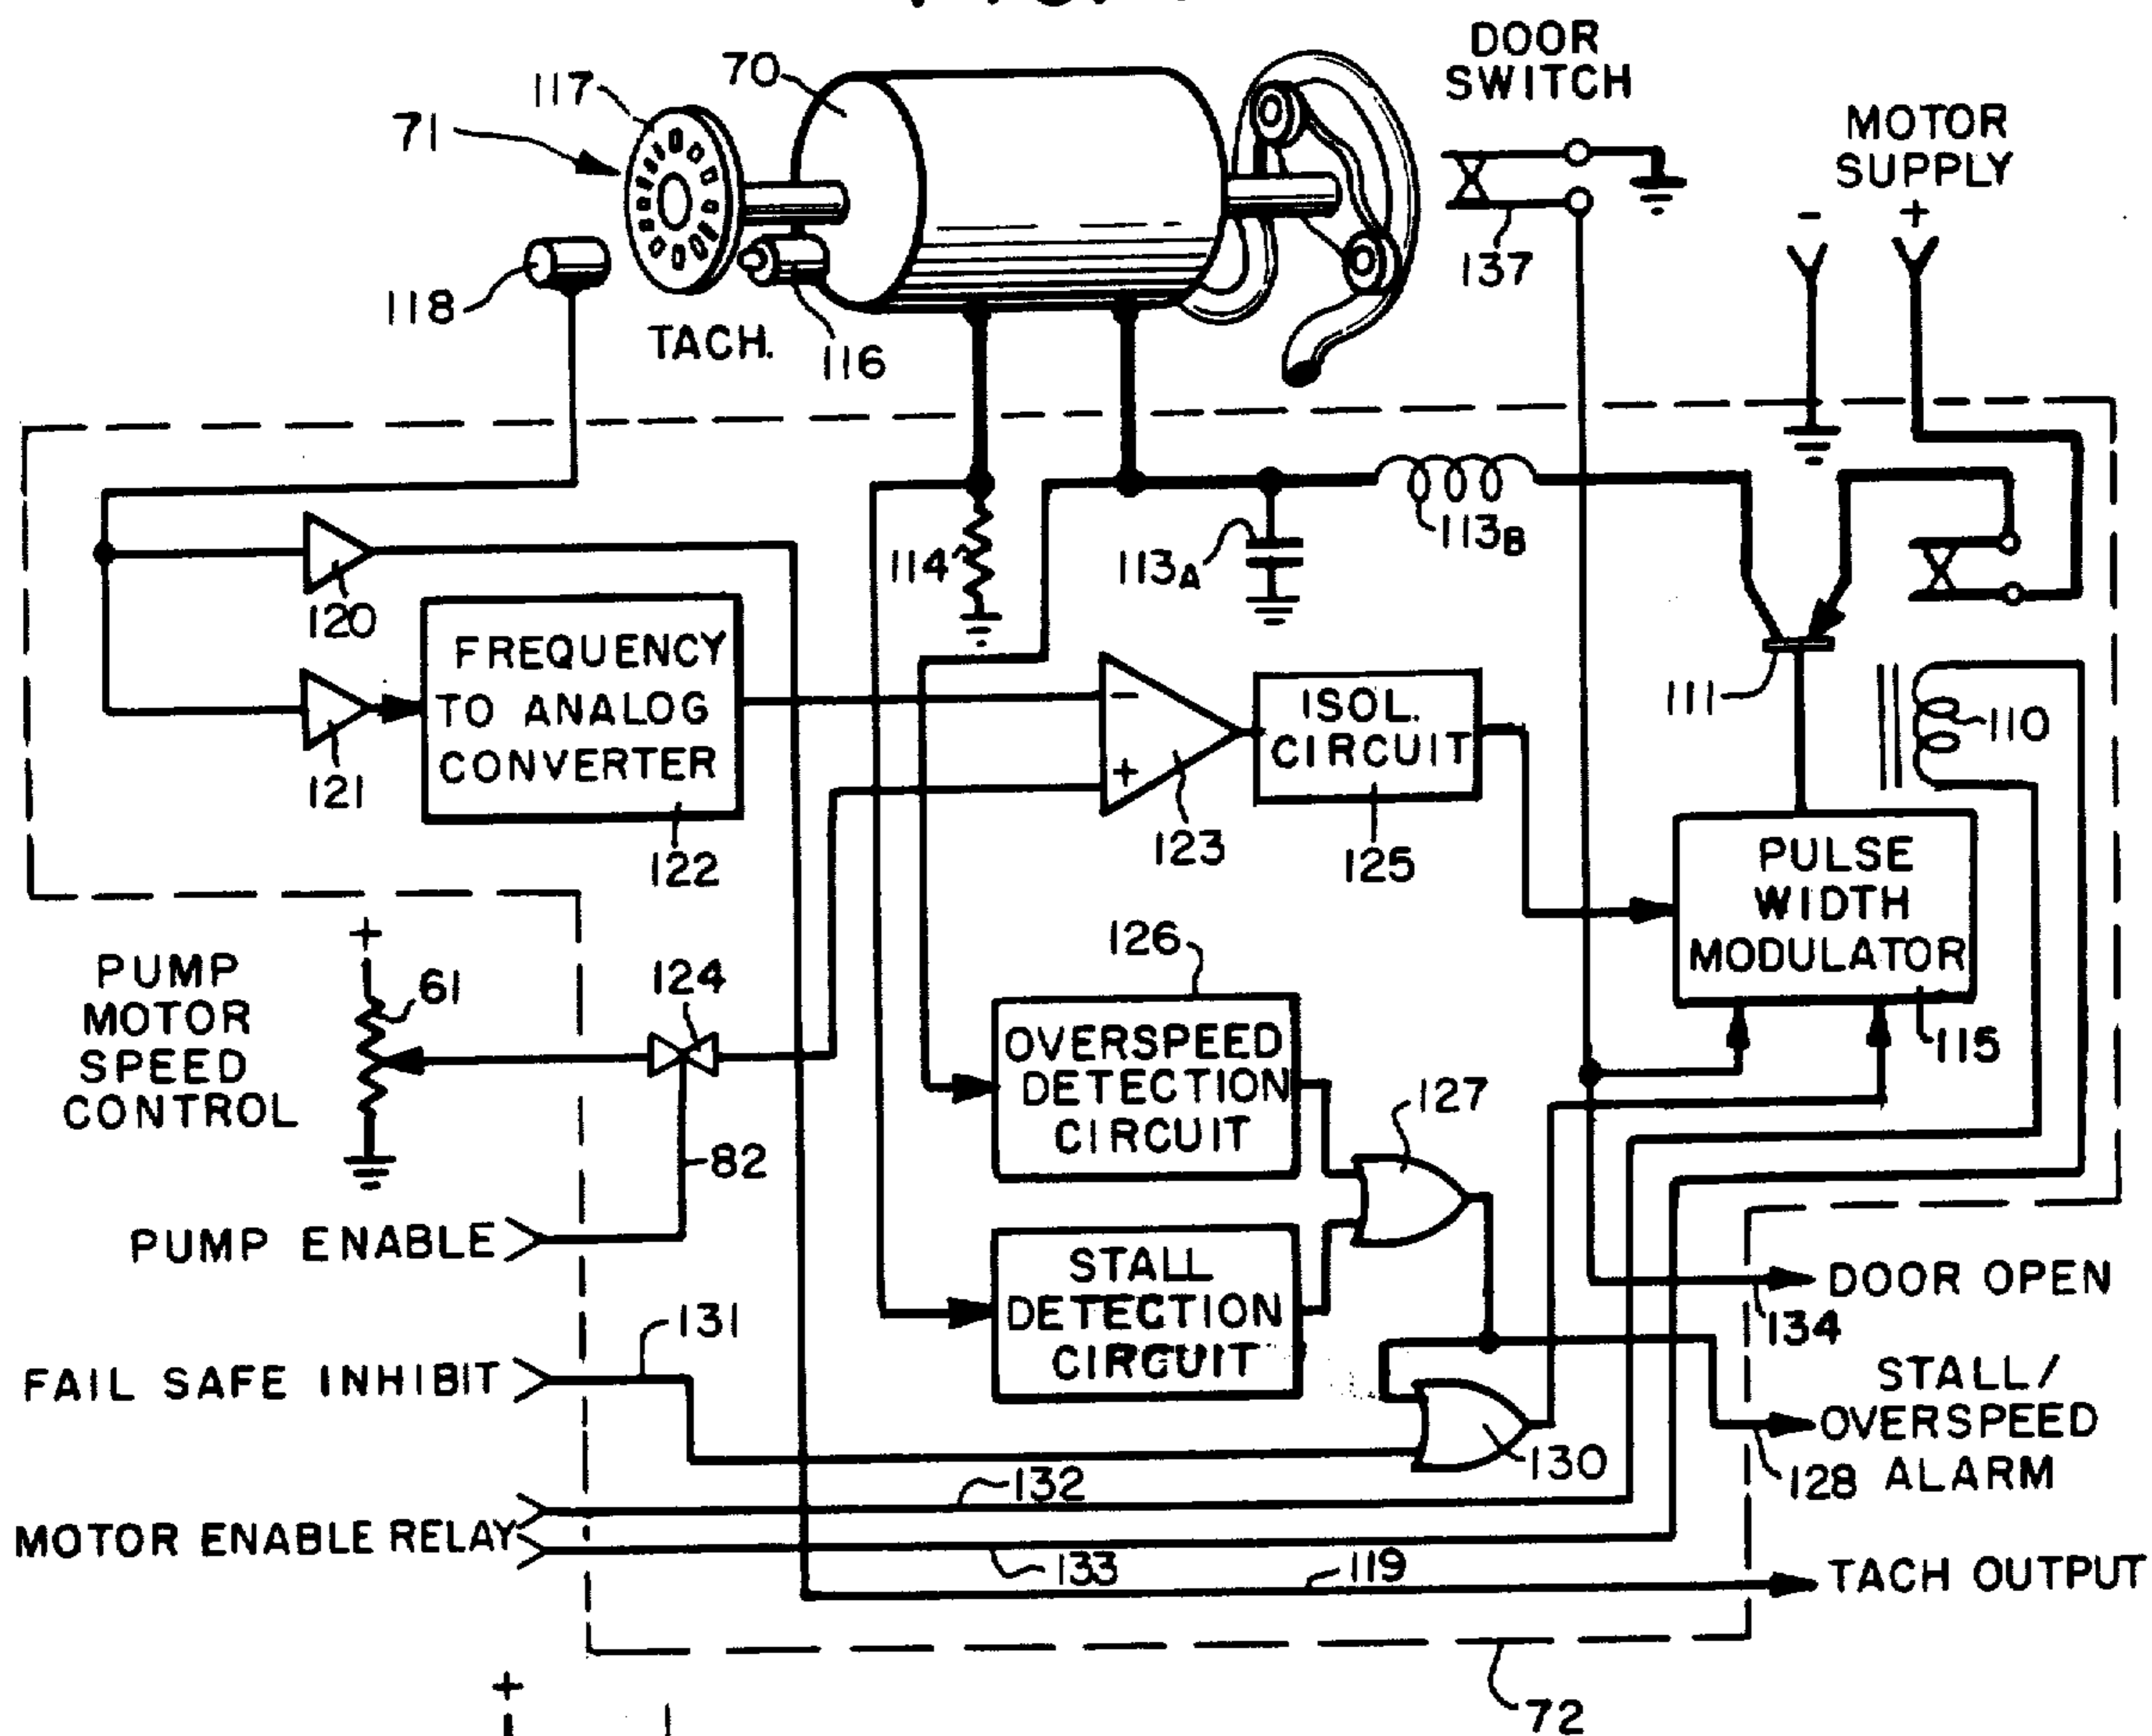 DOOR
SWITCH
MOTOR
SUPPLY
-
+
70
117
71
118
TACH.
116
137
114
113A
113B
120
121
FREQUENCY
TO ANALOG
CONVERTER
122
-
+
123
ISOL.
CIRCUIT
125
111
110
PULSE
WIDTH
MODULATOR
115
+
PUMP
MOTOR
SPEED
CONTROL
61
124
82
126
OVERSPEED
DETECTION
CIRCUIT
127
PUMP ENABLE
STALL
DETECTION
CIRCUIT
131
FAIL SAFE INHIBIT
130
DOOR OPEN
134
STALL/
OVERSPEED
ALARM
128
132
MOTOR ENABLE RELAY
133
119
TACH OUTPUT
72
+